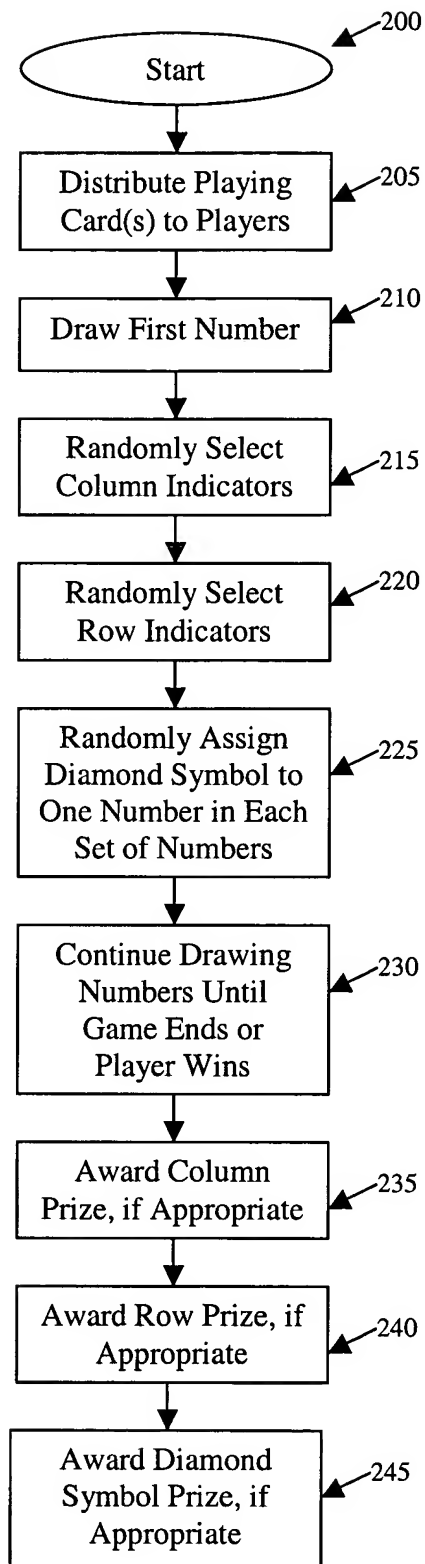 200
Start
205
Distribute Playing
Card(s) to Players
210
Draw First Number
215
Randomly Select
Column Indicators
220
Randomly Select
Row Indicators
225
Randomly Assign
Diamond Symbol to
One Number in Each
Set of Numbers
230
Continue Drawing
Numbers Until
Game Ends or
Player Wins
235
Award Column
Prize, if Appropriate
240
Award Row Prize, if
Appropriate
245
Award Diamond
Symbol Prize, if
Appropriate